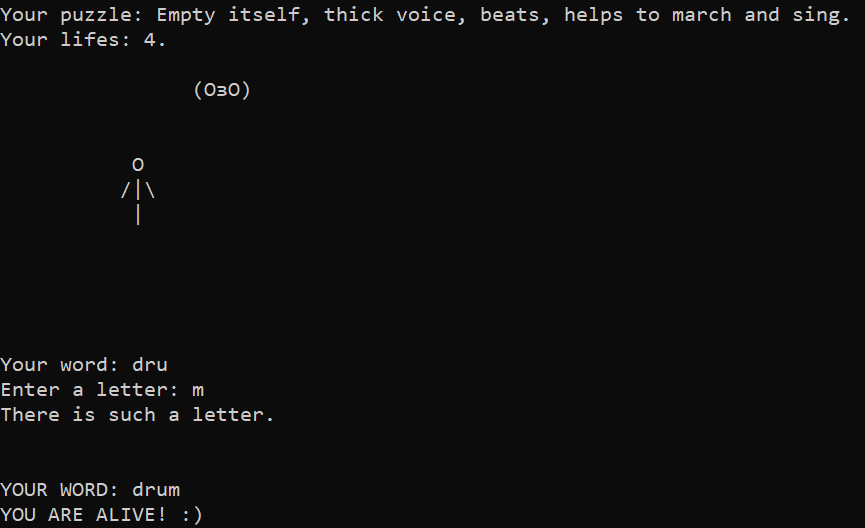 Your puzzle: Empty itself, thick voice, beats, helps to march and sing.
Your lifes: 4.
(OзO)
O
/|\
|
Your word: dru
Enter a letter: m
There is such a letter.
YOUR WORD: drum
YOU ARE ALIVE! :)